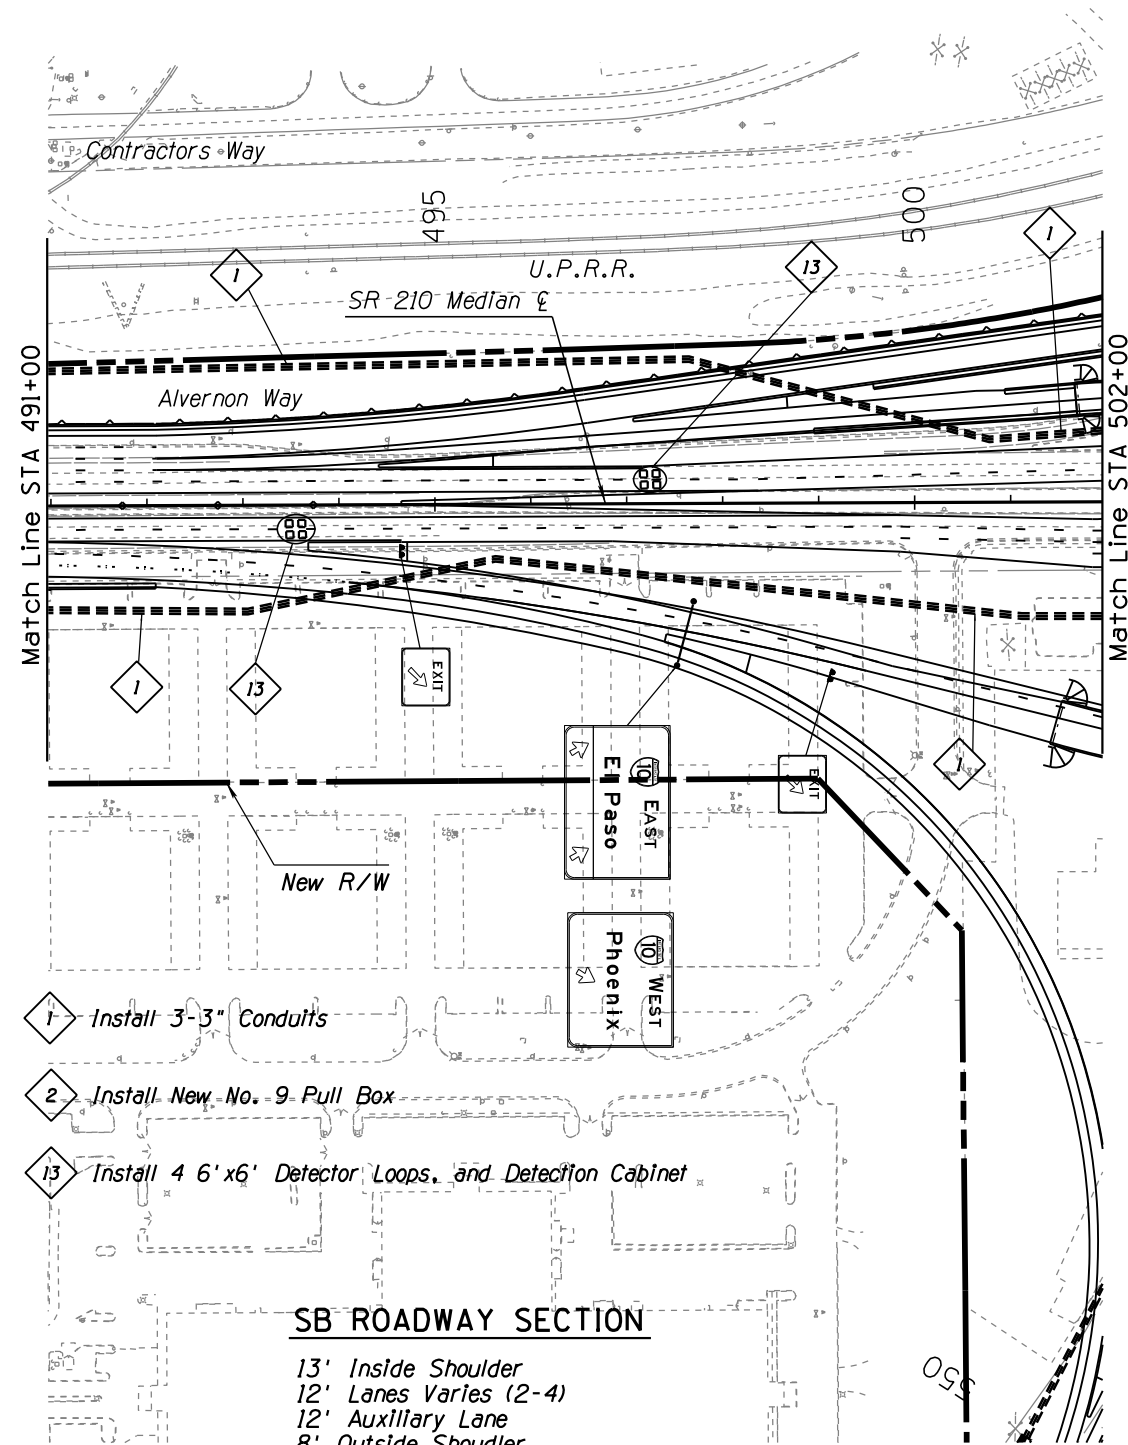 Contractors Way
495
500
1
U.P.R.R.
13
1
SR 210 Median ℄
Match Line STA 491+00
Match Line STA 502+00
Alvernon Way
1
13
EXIT
10 EAST
El Paso
EXIT
1
New R/W
10 WEST
Phoenix
1 Install 3-3" Conduits
2 Install New No. 9 Pull Box
13 Install 4 6'x6' Detector Loops, and Detection Cabinet
SB ROADWAY SECTION
13' Inside Shoulder
12' Lanes Varies (2-4)
12' Auxiliary Lane
8' Outside Shoudler
550